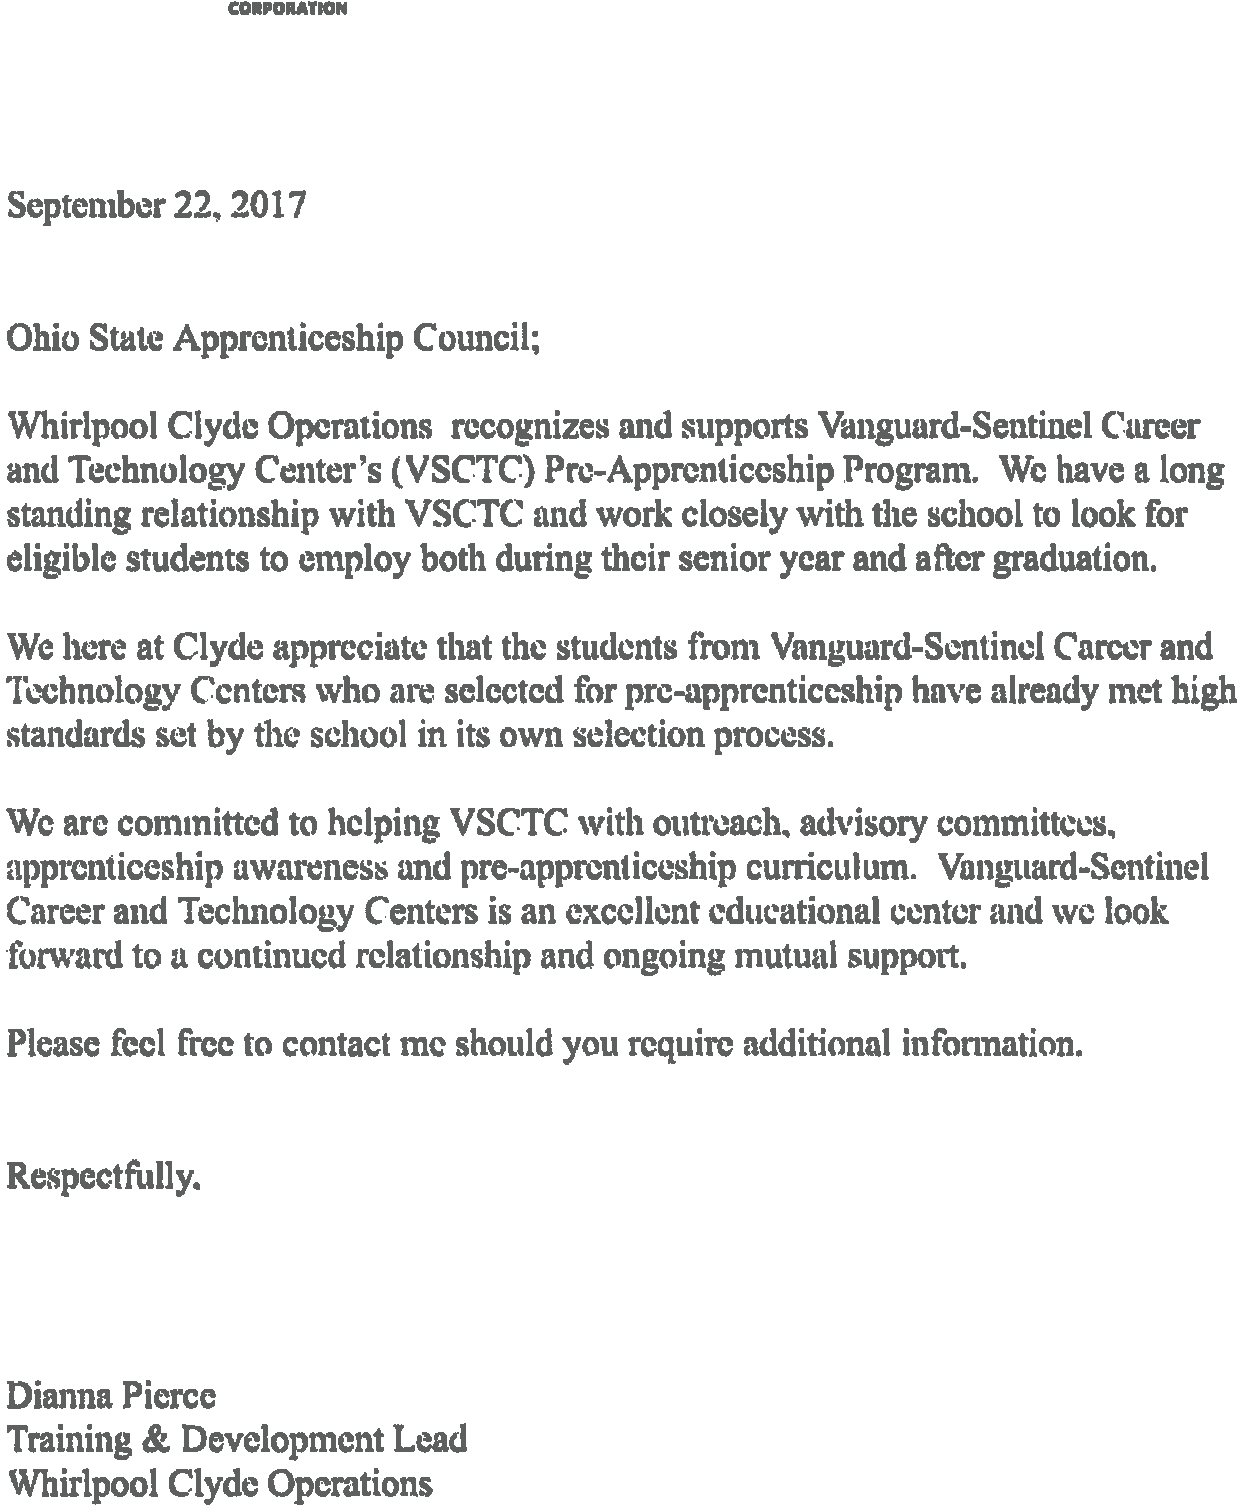 CORPORATION
September 22, 2017
Ohio State Apprenticeship Council;
Whirlpool Clyde Operations  recognizes and supports Vanguard-Sentinel Career
and Technology Center's (VSCTC) Pre-Apprenticeship Program.  We have a long
standing relationship with VSCTC and work closely with the school to look for
eligible students to employ both during their senior year and after graduation.
We here at Clyde appreciate that the students from Vanguard-Sentinel Career and
Technology Centers who are selected for pre-apprenticeship have already met high
standards set by the school in its own selection process.
We are committed to helping VSCTC with outreach, advisory committees,
apprenticeship awareness and pre-apprenticeship curriculum.  Vanguard-Sentinel
Career and Technology Centers is an excellent educational center and we look
forward to a continued relationship and ongoing mutual support.
Please feel free to contact me should you require additional information.
Respectfully,
Dianna Pierce
Training & Development Lead
Whirlpool Clyde Operations